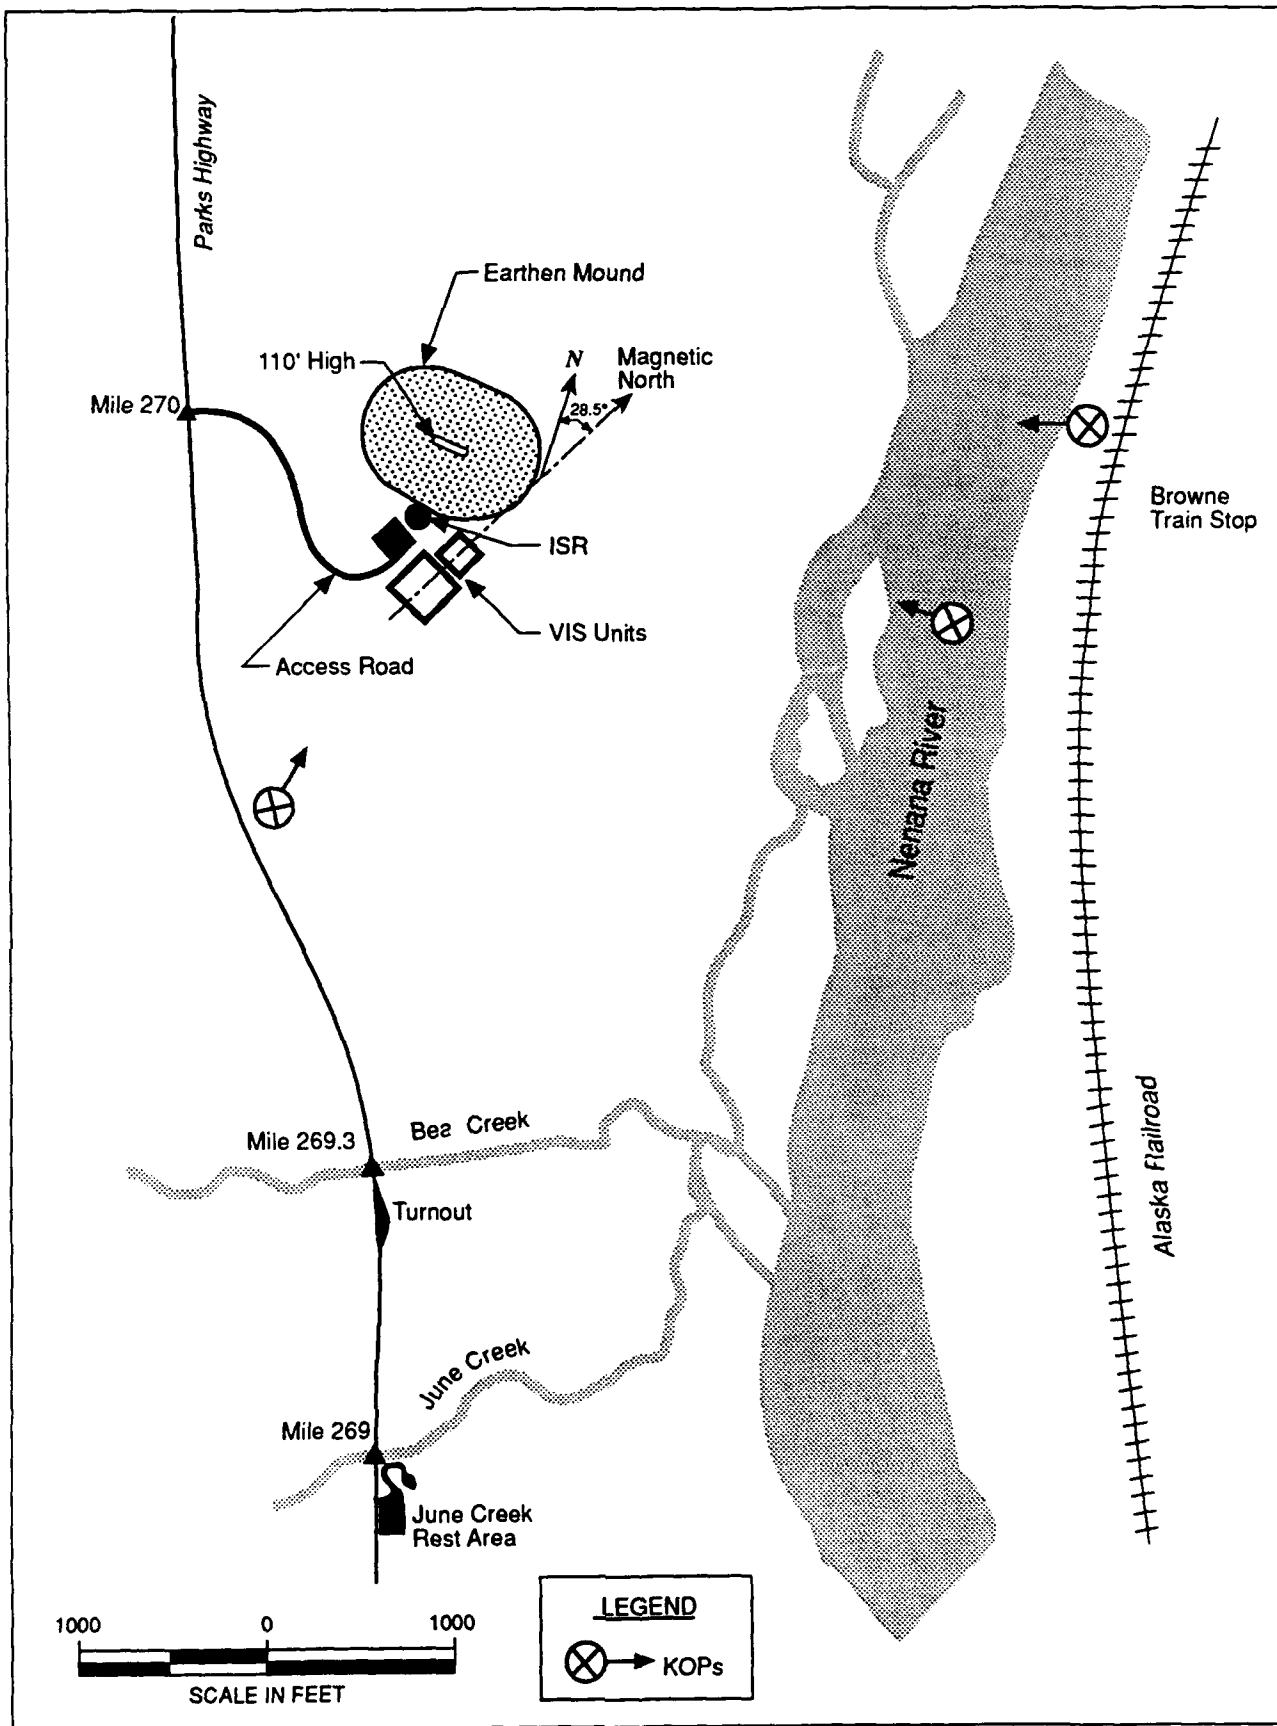 Parks Highway
Earthen Mound
110' High
N
Magnetic
North
28.5°
Mile 270
Browne
Train Stop
ISR
VIS Units
Access Road
Nenana River
Mile 269.3
Bea Creek
Turnout
Alaska Railroad
June Creek
Mile 269
June Creek
Rest Area
1000 0 1000
SCALE IN FEET
LEGEND
KOPs